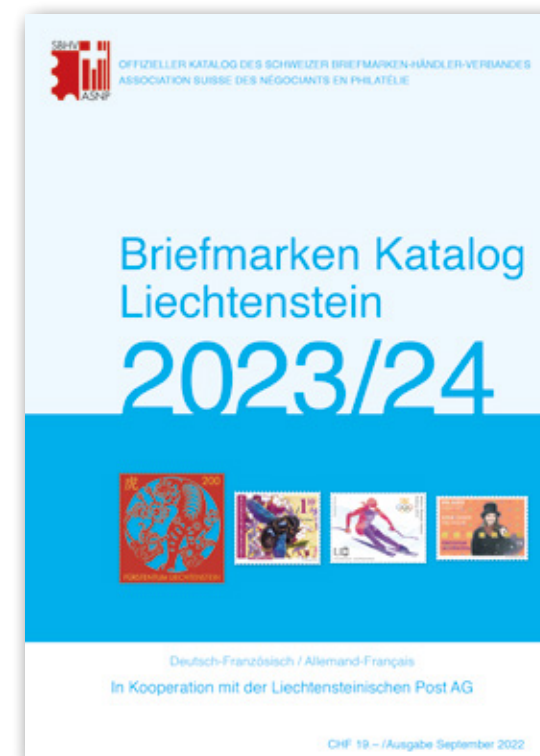 SBHV
ASNP
OFFIZIELLER KATALOG DES SCHWEIZER BRIEFMARKEN-HÄNDLER-VERBANDES
ASSOCIATION SUISSE DES NÉGOCIANTS EN PHILATÉLIE
Briefmarken Katalog
Liechtenstein
2023/24
虎
200
FÜRSTENTUM LIECHTENSTEIN
Deutsch-Französisch / Allemand-Français
In Kooperation mit der Liechtensteinischen Post AG
CHF 19.– /Ausgabe September 2022